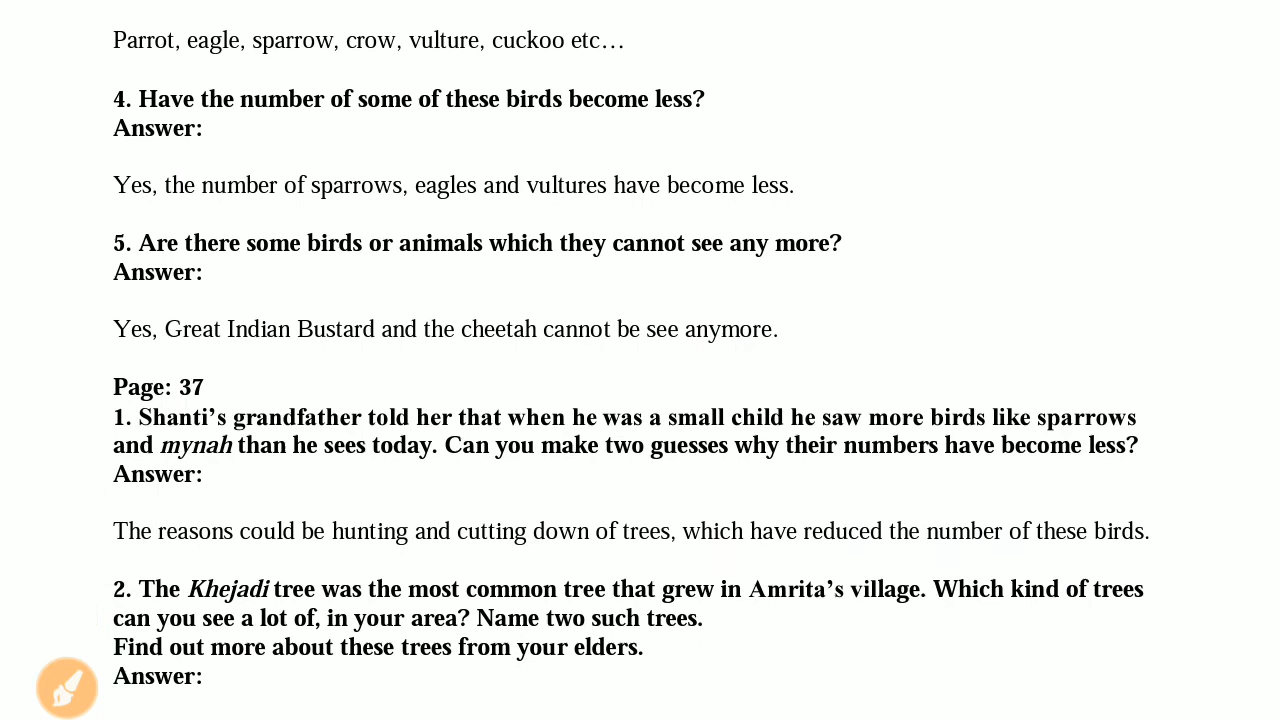 Parrot, eagle, sparrow, crow, vulture, cuckoo etc…
4. Have the number of some of these birds become less?
Answer:
Yes, the number of sparrows, eagles and vultures have become less.
5. Are there some birds or animals which they cannot see any more?
Answer:
Yes, Great Indian Bustard and the cheetah cannot be see anymore.
Page: 37
1. Shanti’s grandfather told her that when he was a small child he saw more birds like sparrows
and mynah than he sees today. Can you make two guesses why their numbers have become less?
Answer:
The reasons could be hunting and cutting down of trees, which have reduced the number of these birds.
2. The Khejadi tree was the most common tree that grew in Amrita’s village. Which kind of trees
can you see a lot of, in your area? Name two such trees.
Find out more about these trees from your elders.
Answer: